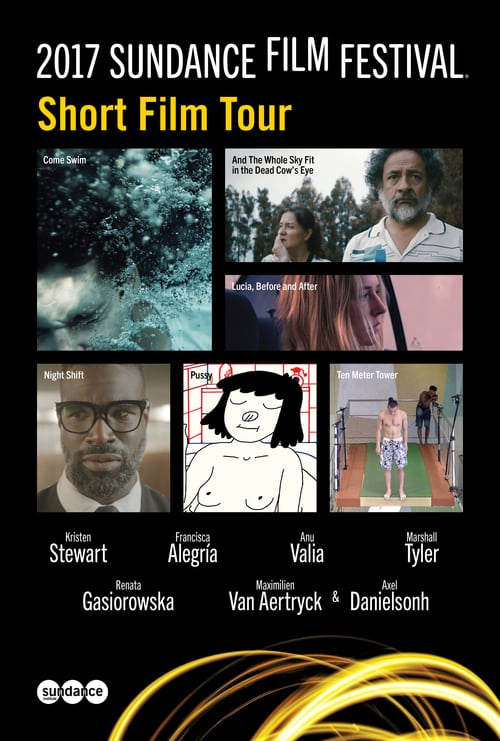 2017 SUNDANCE FILM FESTIVAL®
Short Film Tour
Come Swim
And The Whole Sky Fit
in the Dead Cow's Eye
Lucia, Before and After
Night Shift
Pussy
Ten Meter Tower
Kristen
Stewart
Francisca
Alegría
Anu
Valia
Marshall
Tyler
Renata
Gasiorowska
Maximilien
Van Aertryck
&
Axel
Danielsonh
sundance
institute